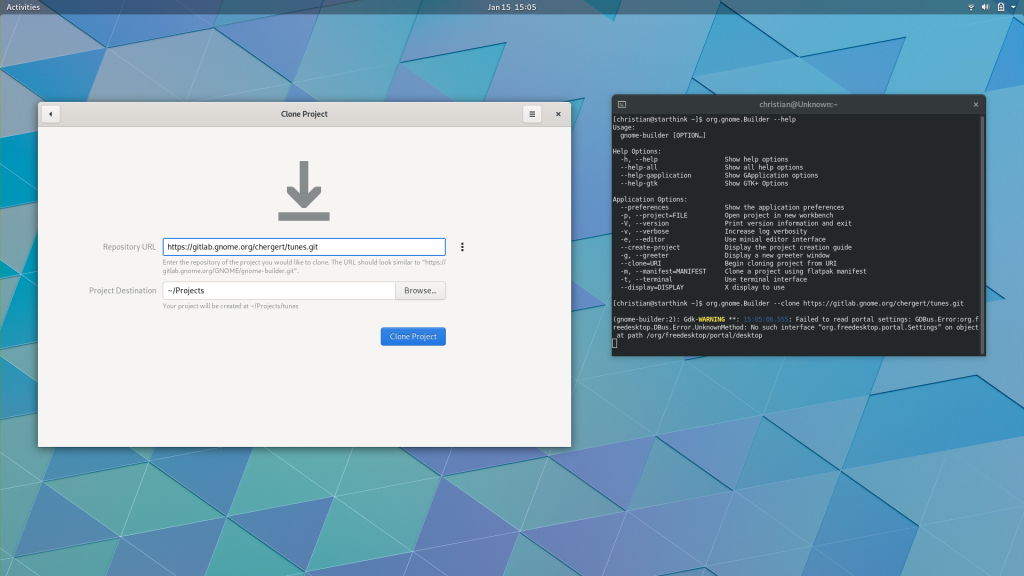 Activities
Jan 15 15:05
Clone Project
Repository URL
https://gitlab.gnome.org/chergert/tunes.git
Enter the repository of the project you would like to clone. The URL should look similar to "https://
gitlab.gnome.org/GNOME/gnome-builder.git".
Project Destination
~/Projects
Browse...
Your project will be created at ~/Projects/tunes
Clone Project
christian@Unknown:~
[christian@starthink ~]$ org.gnome.Builder --help
Usage:
gnome-builder [OPTION…]
Help Options:
-h, --help Show help options
--help-all Show all help options
--help-gapplication Show GApplication options
--help-gtk Show GTK+ Options
Application Options:
--preferences Show the application preferences
-p, --project=FILE Open project in new workbench
-V, --version Print version information and exit
-v, --verbose Increase log verbosity
-e, --editor Use minial editor interface
--create-project Display the project creation guide
-g, --greeter Display a new greeter window
--clone=URI Begin cloning project from URI
-m, --manifest=MANIFEST Clone a project using flatpak manifest
-t, --terminal Use terminal interface
--display=DISPLAY X display to use
[christian@starthink ~]$ org.gnome.Builder --clone https://gitlab.gnome.org/chergert/tunes.git
(gnome-builder:2): Gdk-WARNING **: 15:05:06.555: Failed to read portal settings: GDBus.Error:org.f
reedesktop.DBus.Error.UnknownMethod: No such interface “org.freedesktop.portal.Settings” on object
at path /org/freedesktop/portal/desktop